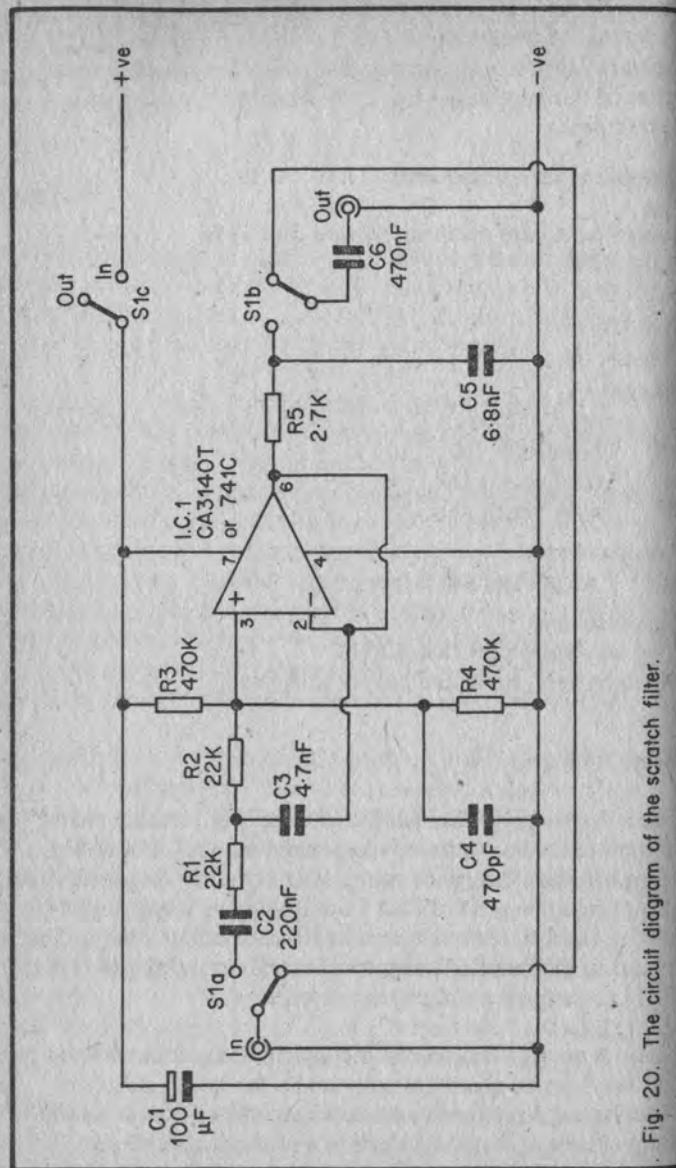 +ve
Out
In
S1c
I.C.1
CA3140T
or 741C
R3
470K
7
3
+
6
2
−
4
R5
2·7K
S1b
Out
C6
470nF
C5
6·8nF
R1
22K
R2
22K
C2
220nF
C3
4·7nF
S1a
In
C1
100
µF
C4
470pF
R4
470K
−ve
Fig. 20. The circuit diagram of the scratch filter.